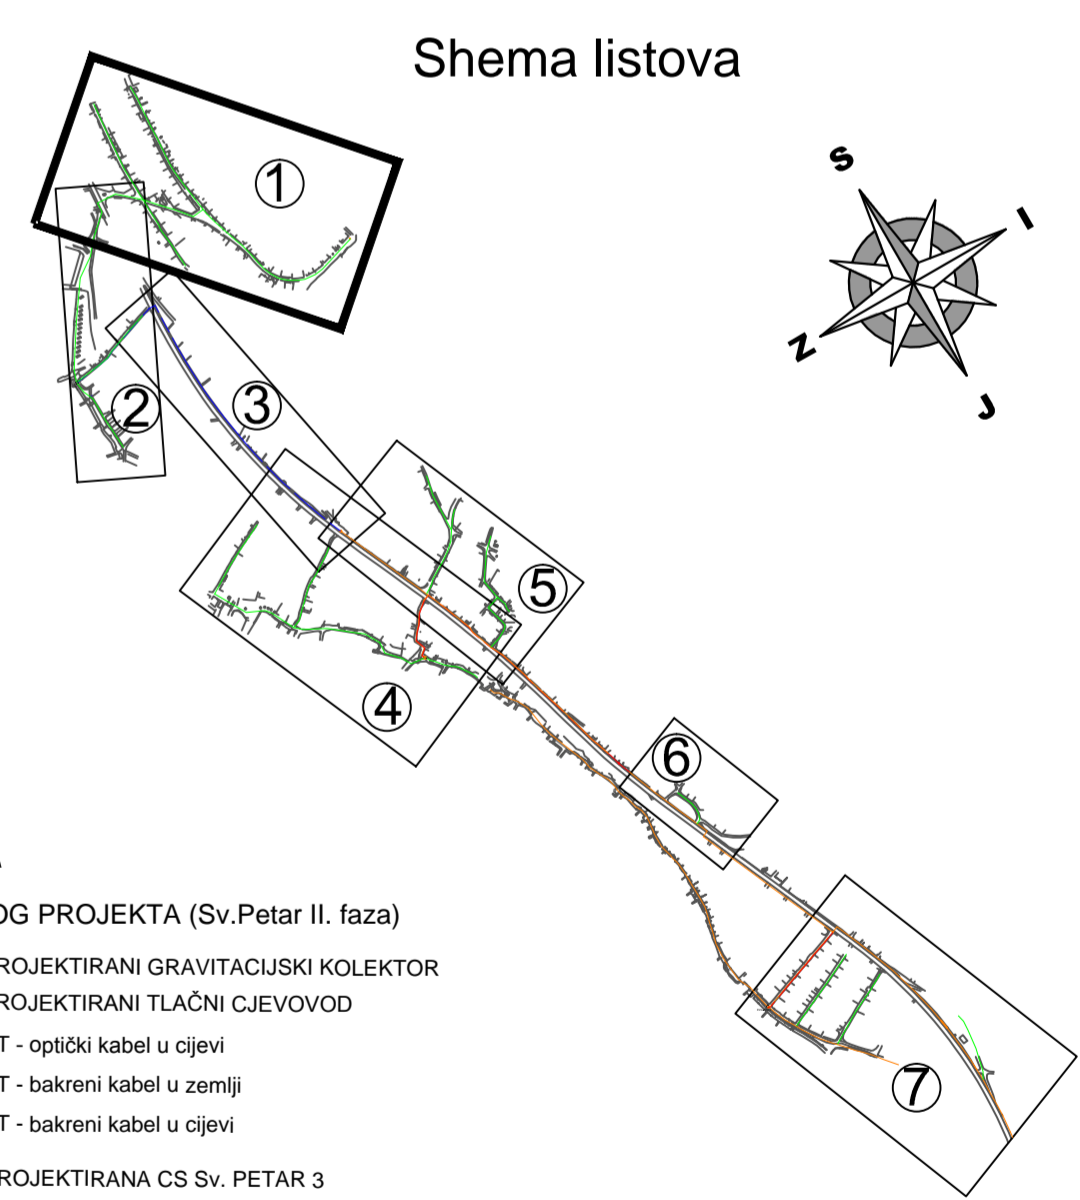 Shema listova
1
S
I
Z
J
2
3
5
4
6
OG PROJEKTA (Sv.Petar II. faza)
ROJEKTIRANI GRAVITACIJSKI KOLEKTOR
ROJEKTIRANI TLAČNI CJEVOVOD
T - optički kabel u cijevi
T - bakreni kabel u zemlji
7
T - bakreni kabel u cijevi
ROJEKTIRANA CS Sv. PETAR 3